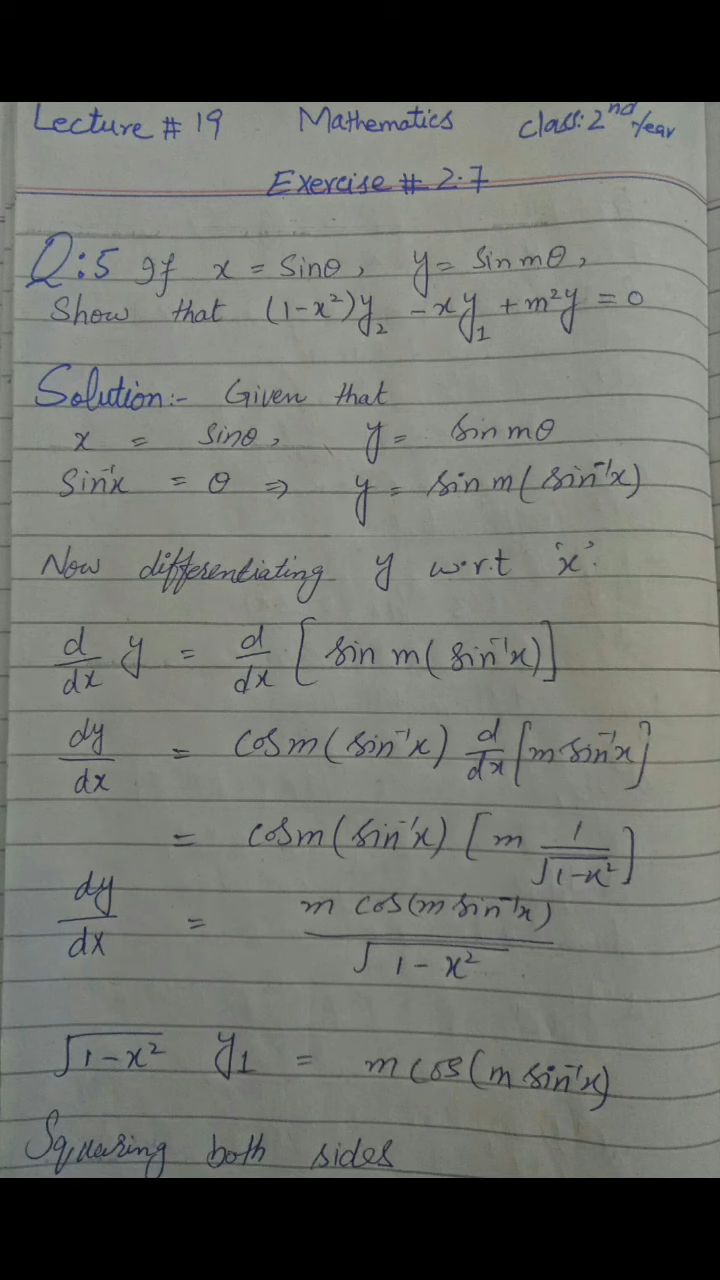 Lecture # 19 Mathematics Class: 2nd Year
Exercise # 2.7
Q:5 If x = Sinθ, y = Sin mθ,
Show that (1-x²)y₂ - xy₁ + m²y = 0
Solution:- Given that
x = Sinθ, y = Sin mθ
Sin⁻¹x = θ ⇒ y = Sin m(Sin⁻¹x)
Now differentiating y w.r.t 'x'.
d/dx y = d/dx [Sin m(Sin⁻¹x)]
dy/dx = Cos m(Sin⁻¹x) d/dx [m Sin⁻¹x]
= Cos m(Sin⁻¹x) [m 1/√(1-x²)]
dy/dx = m Cos(m Sin⁻¹x)/√(1-x²)
√(1-x²) y₁ = m Cos(m Sin⁻¹x)
Squaring both sides